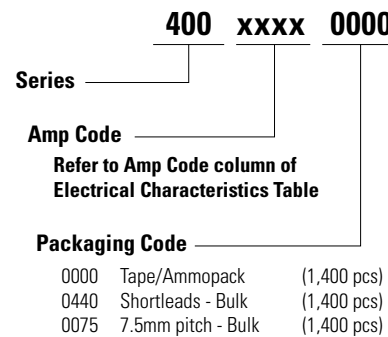 400 xxxx 0000
Series
Amp Code
Refer to Amp Code column of
Electrical Characteristics Table
Packaging Code
0000 Tape/Ammopack (1,400 pcs)
0440 Shortleads - Bulk (1,400 pcs)
0075 7.5mm pitch - Bulk (1,400 pcs)